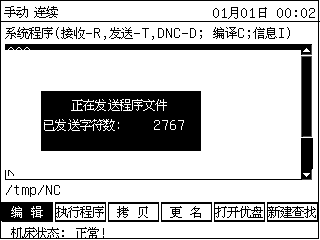 手动 连续 01月01日 00:02
系统程序(接收-R,发送-T,DNC-D; 编译C;信息I)
正在发送程序文件
已发送字符数: 2767
/tmp/NC
编 辑 执行程序 拷 贝 更 名 打开优盘 新建查找
机床状态: 正常!